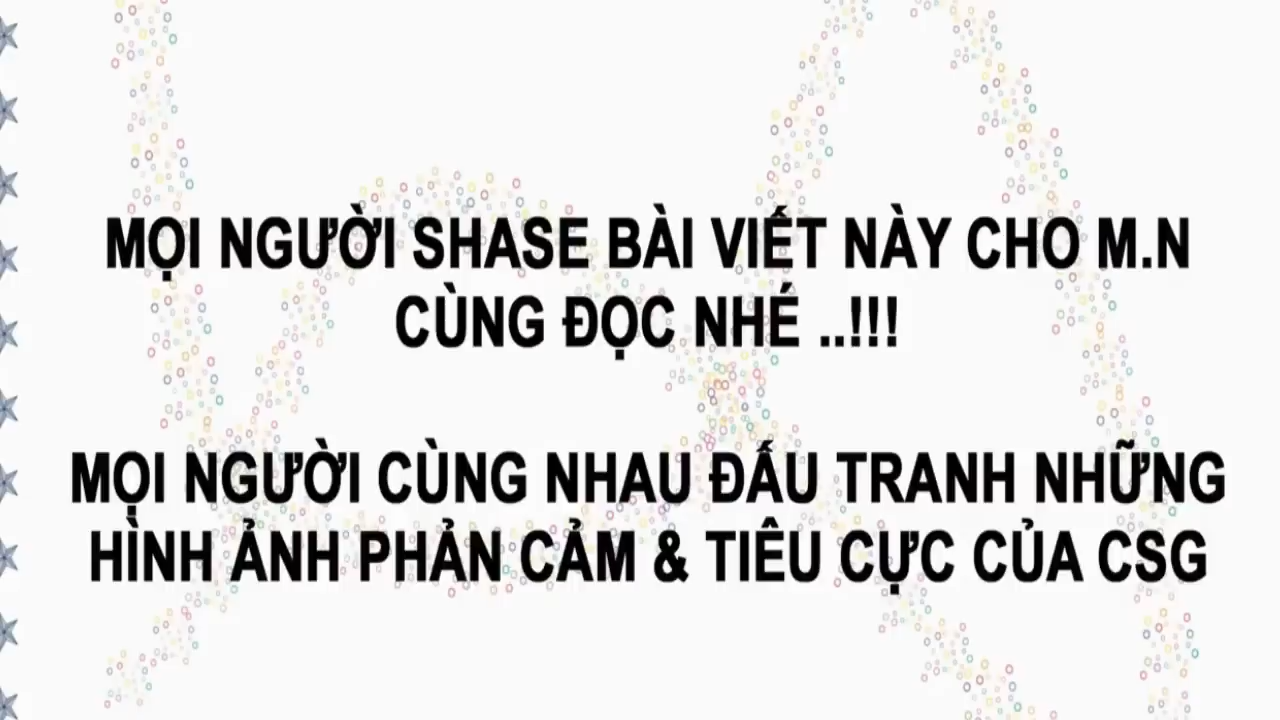 MỌI NGƯỜI SHASE BÀI VIẾT NÀY CHO M.N
CÙNG ĐỌC NHÉ ..!!!
MỌI NGƯỜI CÙNG NHAU ĐẤU TRANH NHỮNG
HÌNH ẢNH PHẢN CẢM & TIÊU CỰC CỦA CSG